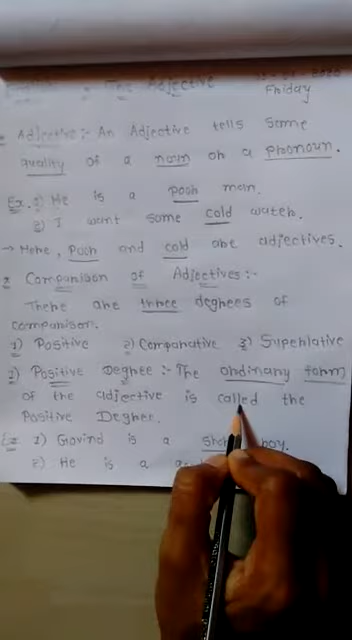 The Adjective
Friday
Adjective :- An Adjective tells some
quality of a noun or a pronoun.
Ex. 1) He is a poor man.
2) I want some cold water.
→ Here, poor and cold are adjectives.
Comparison of Adjectives :-
There are three degrees of
comparison.
1) Positive 2) Comparative 3) Superlative
1) Positive Degree :- The ordinary form
of the adjective is called the
Positive Degree.
Ex 1) Govind is a boy.
2) He is a